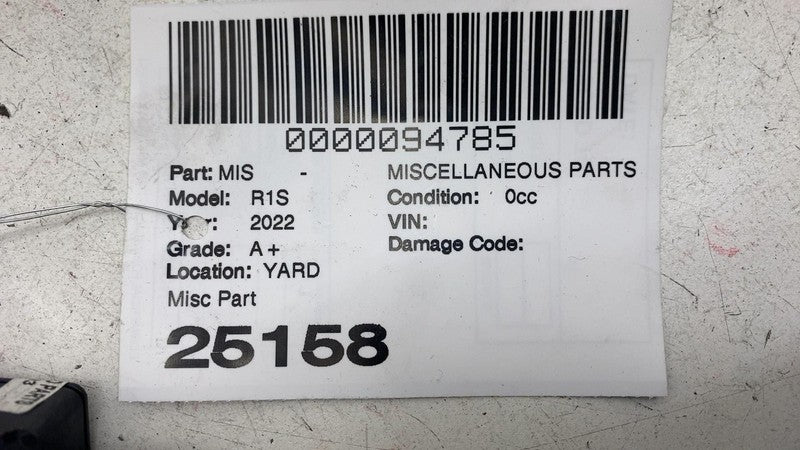 0000094785
Part: MIS - MISCELLANEOUS PARTS
Model: R1S Condition: 0cc
Year: 2022 VIN:
Grade: A+ Damage Code:
Location: YARD
Misc Part
25158
PARTS